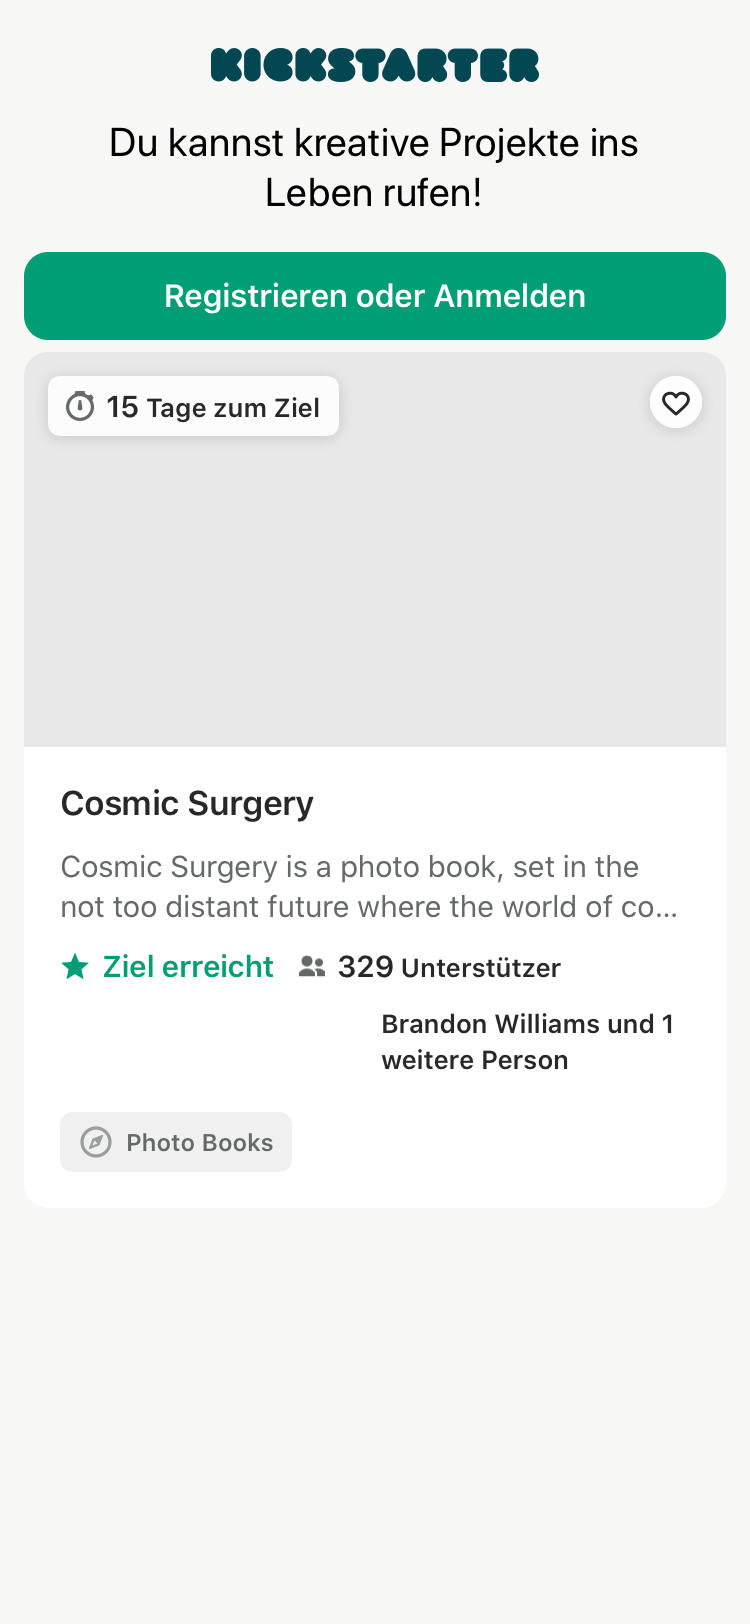 KICKSTARTER
Du kannst kreative Projekte ins
Leben rufen!
Registrieren oder Anmelden
15 Tage zum Ziel
Cosmic Surgery
Cosmic Surgery is a photo book, set in the
not too distant future where the world of co...
Ziel erreicht 329 Unterstützer
Brandon Williams und 1
weitere Person
Photo Books